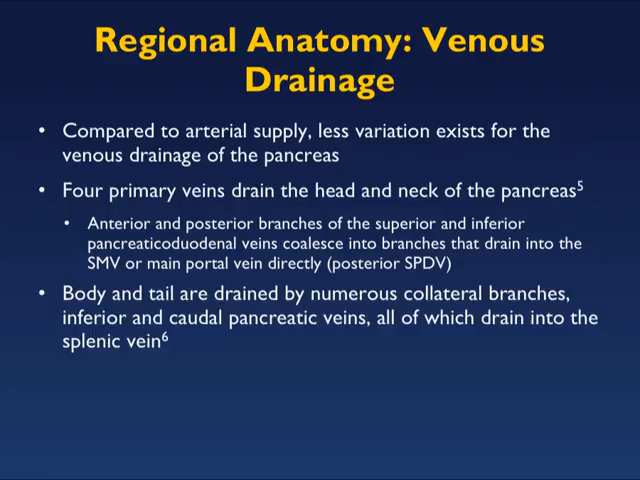 Regional Anatomy: Venous
Drainage
• Compared to arterial supply, less variation exists for the
venous drainage of the pancreas
• Four primary veins drain the head and neck of the pancreas⁵
• Anterior and posterior branches of the superior and inferior
pancreaticoduodenal veins coalesce into branches that drain into the
SMV or main portal vein directly (posterior SPDV)
• Body and tail are drained by numerous collateral branches,
inferior and caudal pancreatic veins, all of which drain into the
splenic vein⁶